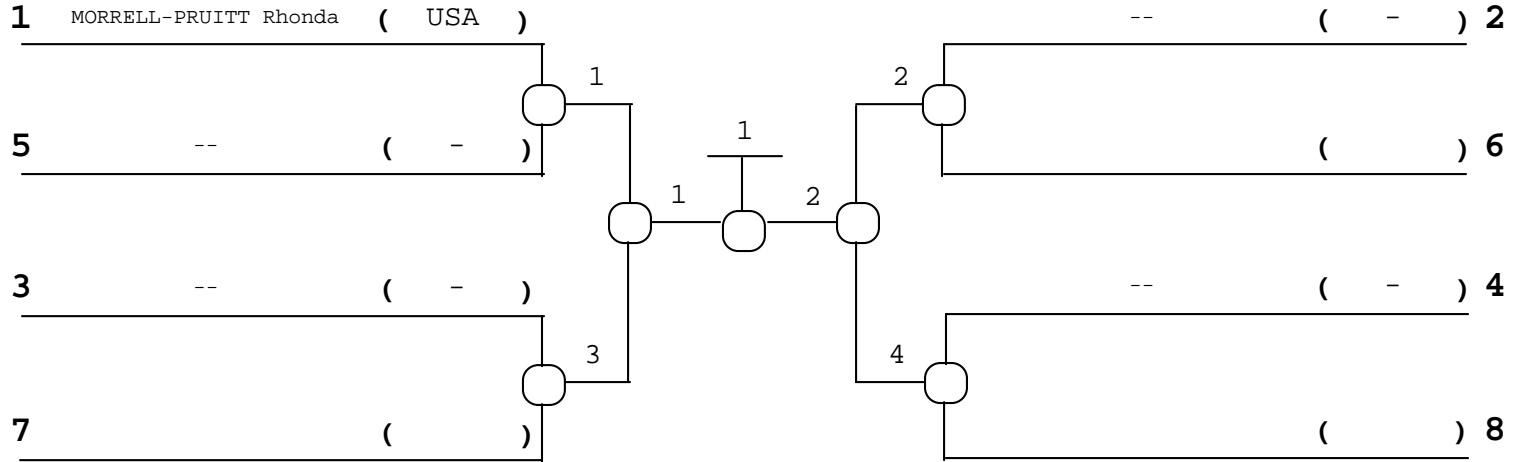 1 MORRELL-PRUITT Rhonda ( USA )
-- ( - ) 2
1
2
5 -- ( - )
1
( ) 6
1
2
3 -- ( - )
-- ( - ) 4
3
4
7 ( )
( ) 8